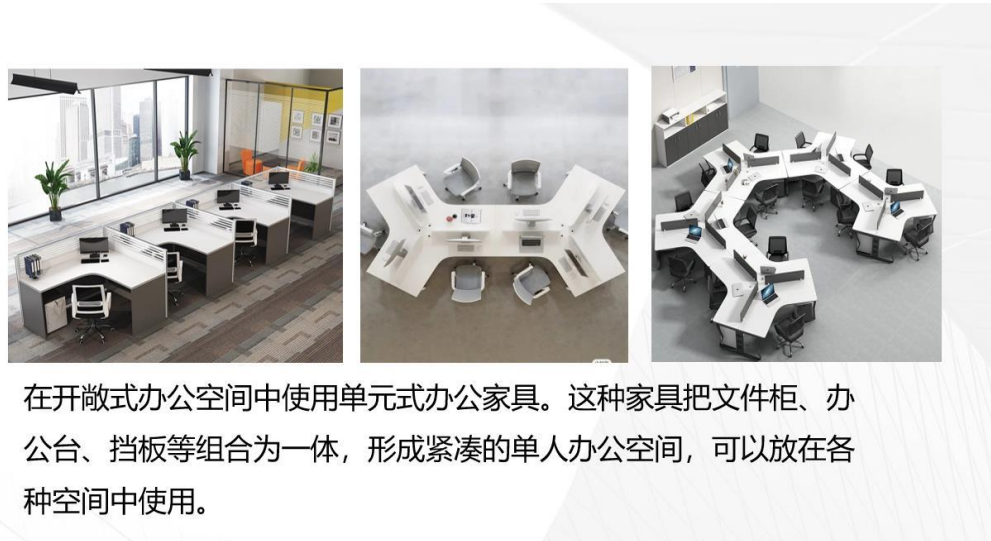 在开敞式办公空间中使用单元式办公家具。这种家具把文件柜、办
公台、挡板等组合为一体，形成紧凑的单人办公空间，可以放在各
种空间中使用。